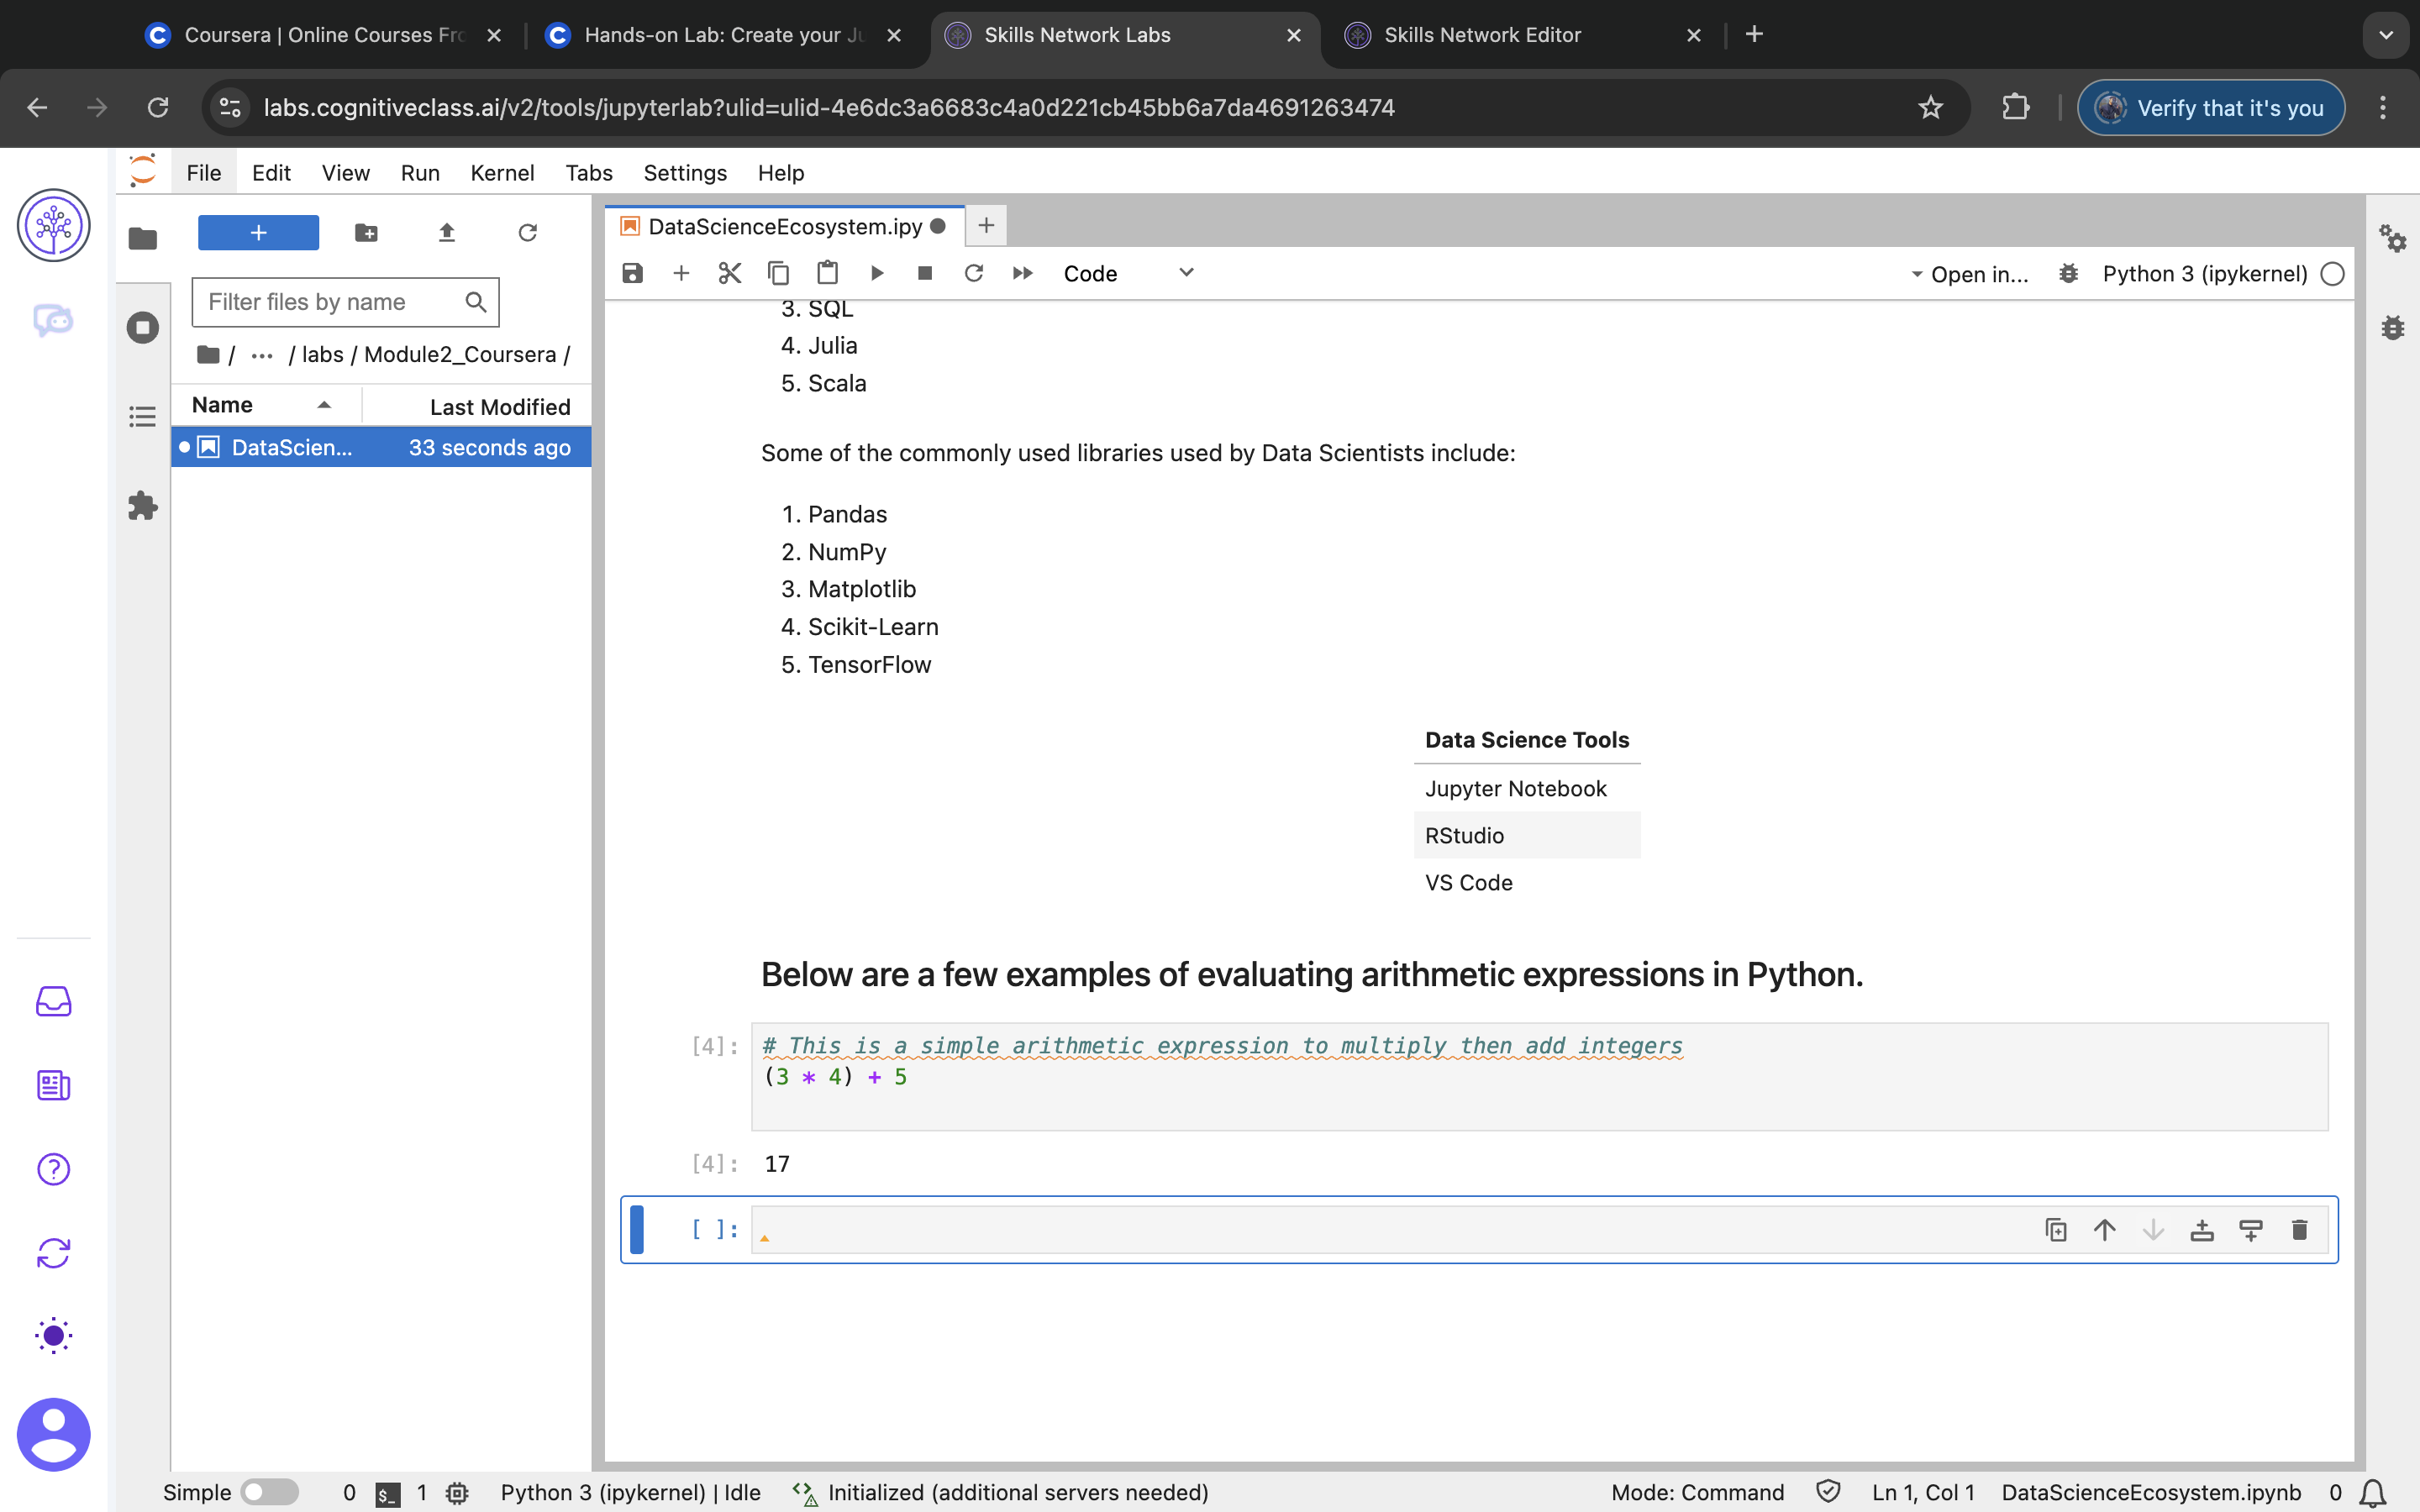 Coursera | Online Courses Fro
Hands-on Lab: Create your Ju
Skills Network Labs
Skills Network Editor
labs.cognitiveclass.ai/v2/tools/jupyterlab?ulid=ulid-4e6dc3a6683c4a0d221cb45bb6a7da4691263474
Verify that it's you
File Edit View Run Kernel Tabs Settings Help
DataScienceEcosystem.ipy
Code
Open in...
Python 3 (ipykernel)
Filter files by name
/ ... / labs / Module2_Coursera /
Name Last Modified
DataScien... 33 seconds ago
3. SQL
4. Julia
5. Scala
Some of the commonly used libraries used by Data Scientists include:
1. Pandas
2. NumPy
3. Matplotlib
4. Scikit-Learn
5. TensorFlow
Data Science Tools
Jupyter Notebook
RStudio
VS Code
Below are a few examples of evaluating arithmetic expressions in Python.
[4]: # This is a simple arithmetic expression to multiply then add integers
(3 * 4) + 5
[4]: 17
[ ]:
Simple 0 $_ 1 Python 3 (ipykernel) | Idle Initialized (additional servers needed) Mode: Command Ln 1, Col 1 DataScienceEcosystem.ipynb 0